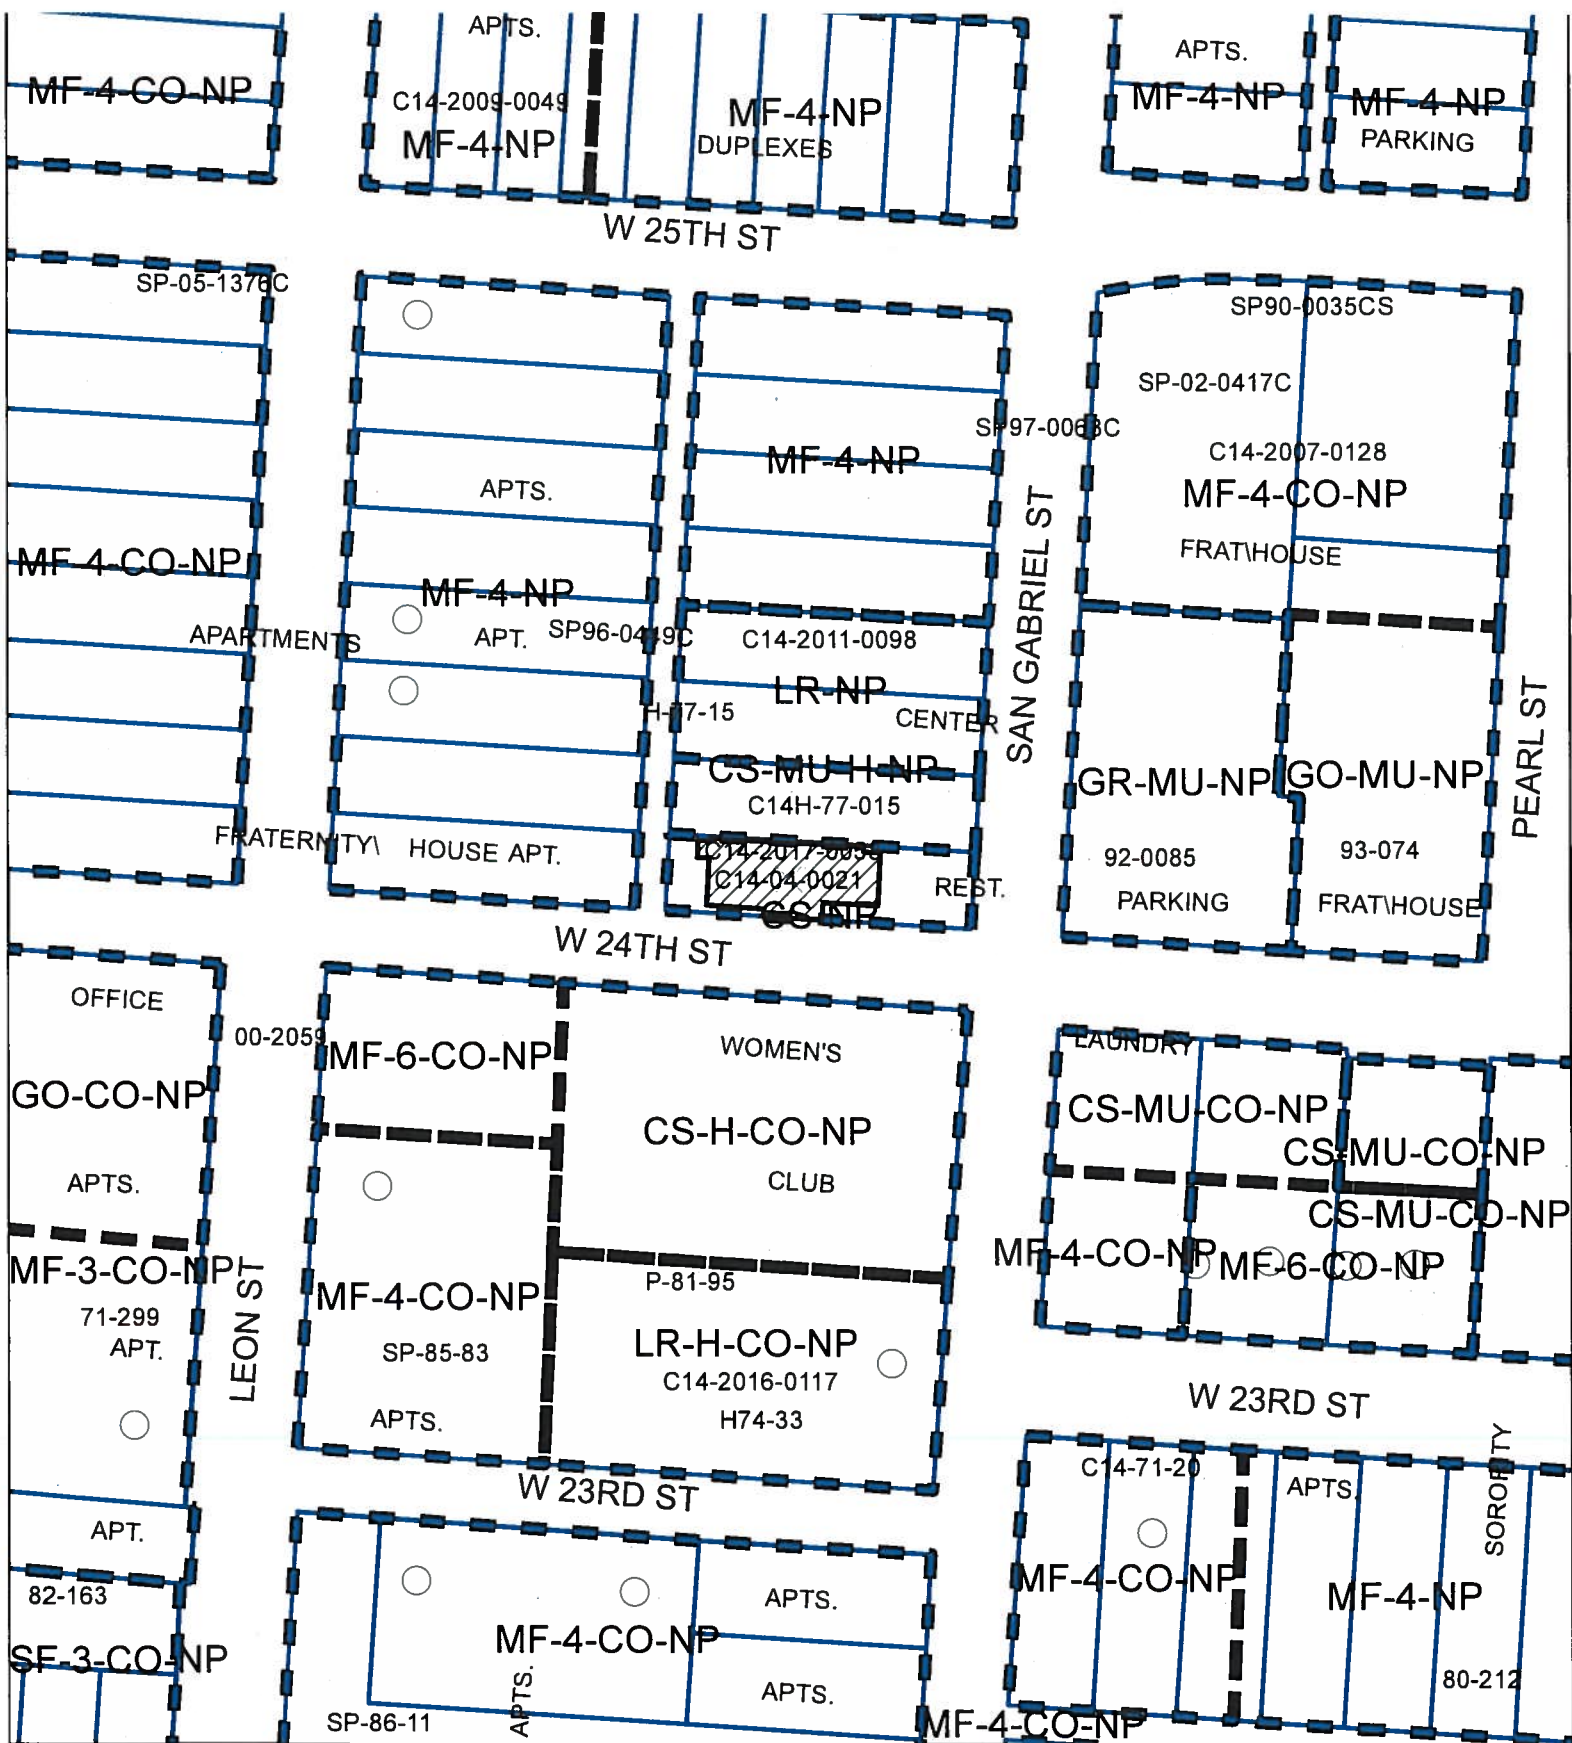 APTS.
APTS.
MF-4-CO-NP
C14-2009-0049
MF-4-NP
MF-4-NP
DUPLEXES
MF-4-NP
MF-4-NP
PARKING
W 25TH ST
SP-05-1376C
SP90-0035CS
SP-02-0417C
SP97-0063C
C14-2007-0128
MF-4-NP
APTS.
MF-4-CO-NP
FRAT\HOUSE
MF-4-CO-NP
MF-4-NP
SP96-0449C
APARTMENTS
APT.
C14-2011-0098
LR-NP
SAN GABRIEL ST
H-77-15
CENTER
PEARL ST
CS-MU-H-NP
C14H-77-015
GR-MU-NP
GO-MU-NP
FRATERNITY\
HOUSE APT.
C14-04-0021
92-0085
93-074
REST.
PARKING
FRAT\HOUSE
CS-NP
W 24TH ST
OFFICE
00-2059
MF-6-CO-NP
WOMEN'S
LAUNDRY
GO-CO-NP
CS-H-CO-NP
CS-MU-CO-NP
CS-MU-CO-NP
APTS.
CLUB
CS-MU-CO-NP
MF-3-CO-NP
LEON ST
P-81-95
MF-4-CO-NP
MF-6-CO-NP
71-299
MF-4-CO-NP
APT.
SP-85-83
LR-H-CO-NP
C14-2016-0117
H74-33
W 23RD ST
APTS.
W 23RD ST
C14-71-20
APTS.
SORORITY
APT.
82-163
MF-4-CO-NP
APTS.
MF-4-NP
MF-4-CO-NP
SF-3-CO-NP
APTS.
APTS.
80-212
SP-86-11
MF-4-CO-NP